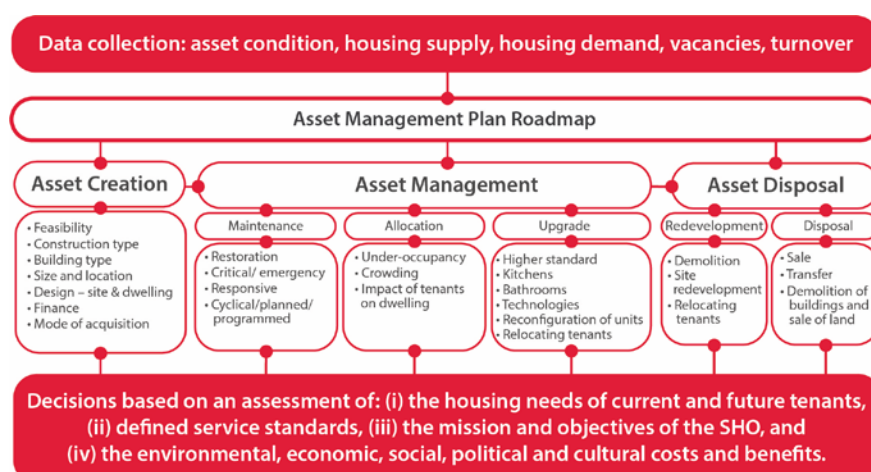 Data collection: asset condition, housing supply, housing demand, vacancies, turnover
Asset Management Plan Roadmap
Asset Creation
Asset Management
Asset Disposal
• Feasibility
• Construction type
• Building type
• Size and location
• Design – site & dwelling
• Finance
• Mode of acquisition
Maintenance
• Restoration
• Critical/ emergency
• Responsive
• Cyclical/planned/
programmed
Allocation
• Under-occupancy
• Crowding
• Impact of tenants
on dwelling
Upgrade
• Higher standard
• Kitchens
• Bathrooms
• Technologies
• Reconfiguration of units
• Relocating tenants
Redevelopment
• Demolition
• Site
redevelopment
• Relocating
tenants
Disposal
• Sale
• Transfer
• Demolition of
buildings and
sale of land
Decisions based on an assessment of: (i) the housing needs of current and future tenants,
(ii) defined service standards, (iii) the mission and objectives of the SHO, and
(iv) the environmental, economic, social, political and cultural costs and benefits.